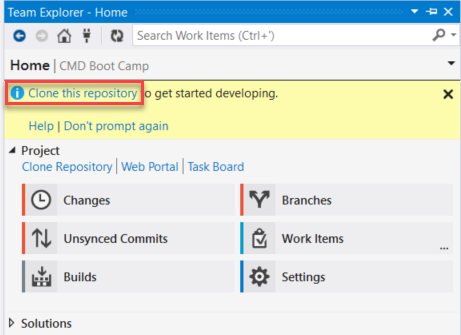 Team Explorer - Home
Search Work Items (Ctrl+')
Home | CMD Boot Camp
Clone this repository to get started developing.
Help | Don't prompt again
Project
Clone Repository | Web Portal | Task Board
Changes
Branches
Unsynced Commits
Work Items
...
Builds
Settings
Solutions